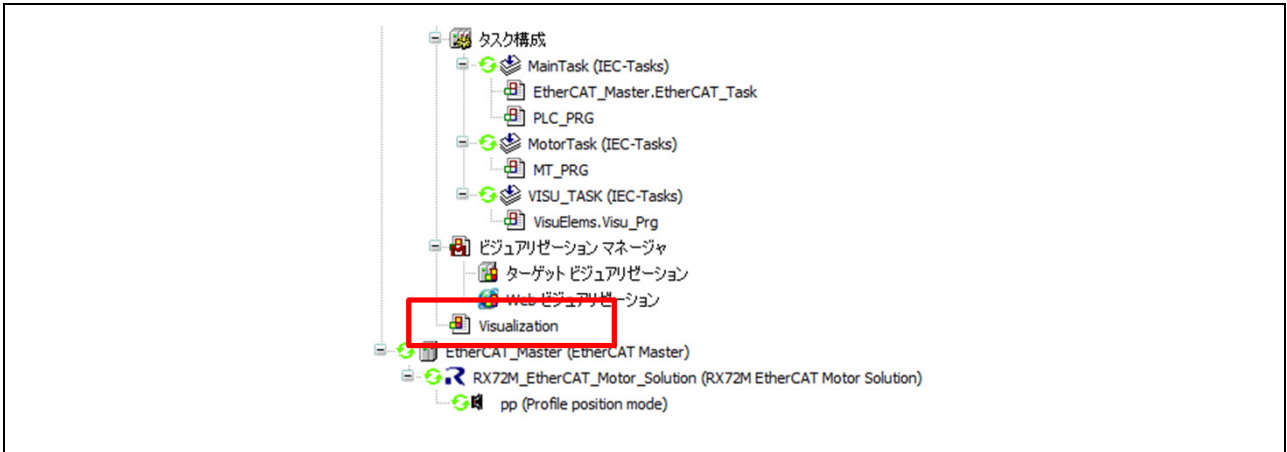 タスク構成
MainTask (IEC-Tasks)
EtherCAT_Master.EtherCAT_Task
PLC_PRG
MotorTask (IEC-Tasks)
MT_PRG
VISU_TASK (IEC-Tasks)
VisuElems.Visu_Prg
ビジュアリゼーション マネージャ
ターゲット ビジュアリゼーション
Web ビジュアリゼーション
Visualization
EtherCAT_Master (EtherCAT Master)
RX72M_EtherCAT_Motor_Solution (RX72M EtherCAT Motor Solution)
pp (Profile position mode)